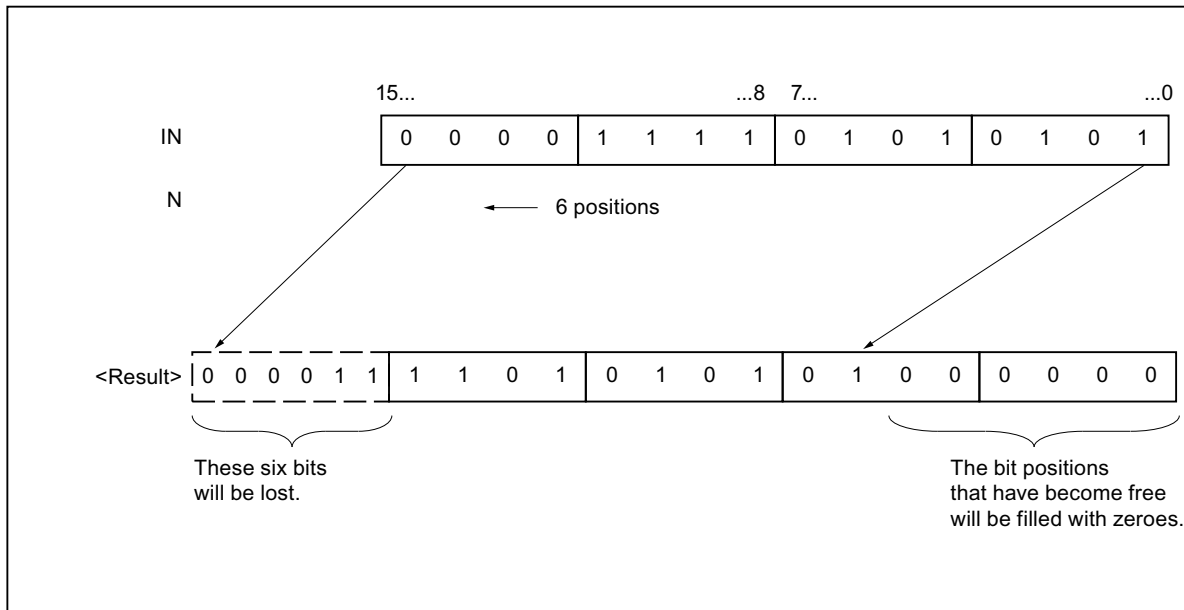 15... ...8 7... ...0
IN 0 0 0 0 1 1 1 1 0 1 0 1 0 1 0 1
N 6 positions
<Result> 0 0 0 0 1 1 1 1 0 1 0 1 0 1 0 1 0 0 0 0 0 0
These six bits
will be lost.
The bit positions
that have become free
will be filled with zeroes.